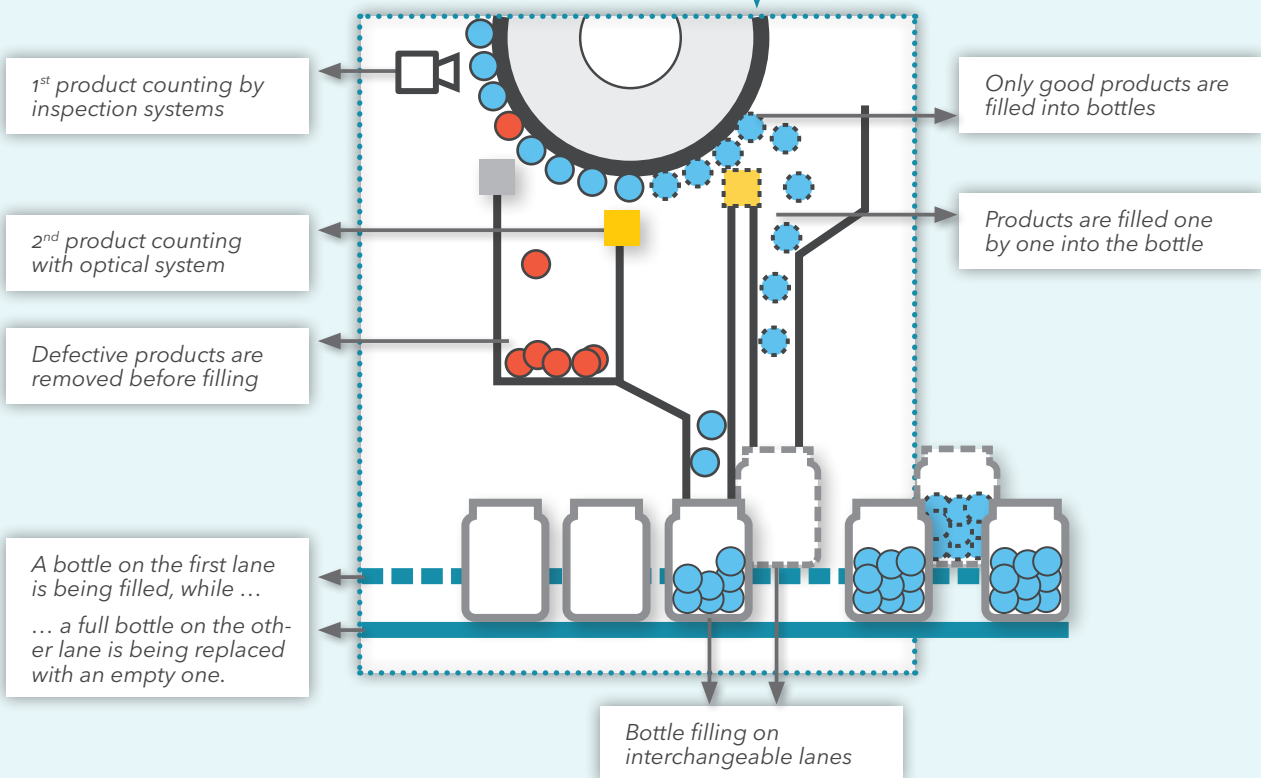 1st product counting by
inspection systems
2nd product counting
with optical system
Defective products are
removed before filling
A bottle on the first lane
is being filled, while …
… a full bottle on the oth-
er lane is being replaced
with an empty one.
Only good products are
filled into bottles
Products are filled one
by one into the bottle
Bottle filling on
interchangeable lanes